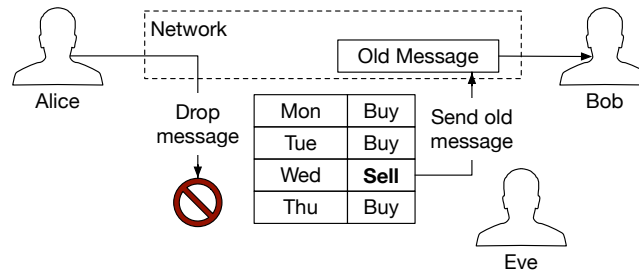 Network
Old Message
Alice
Bob
Drop
message
Mon Buy
Tue Buy
Wed Sell
Thu Buy
Send old
message
Eve